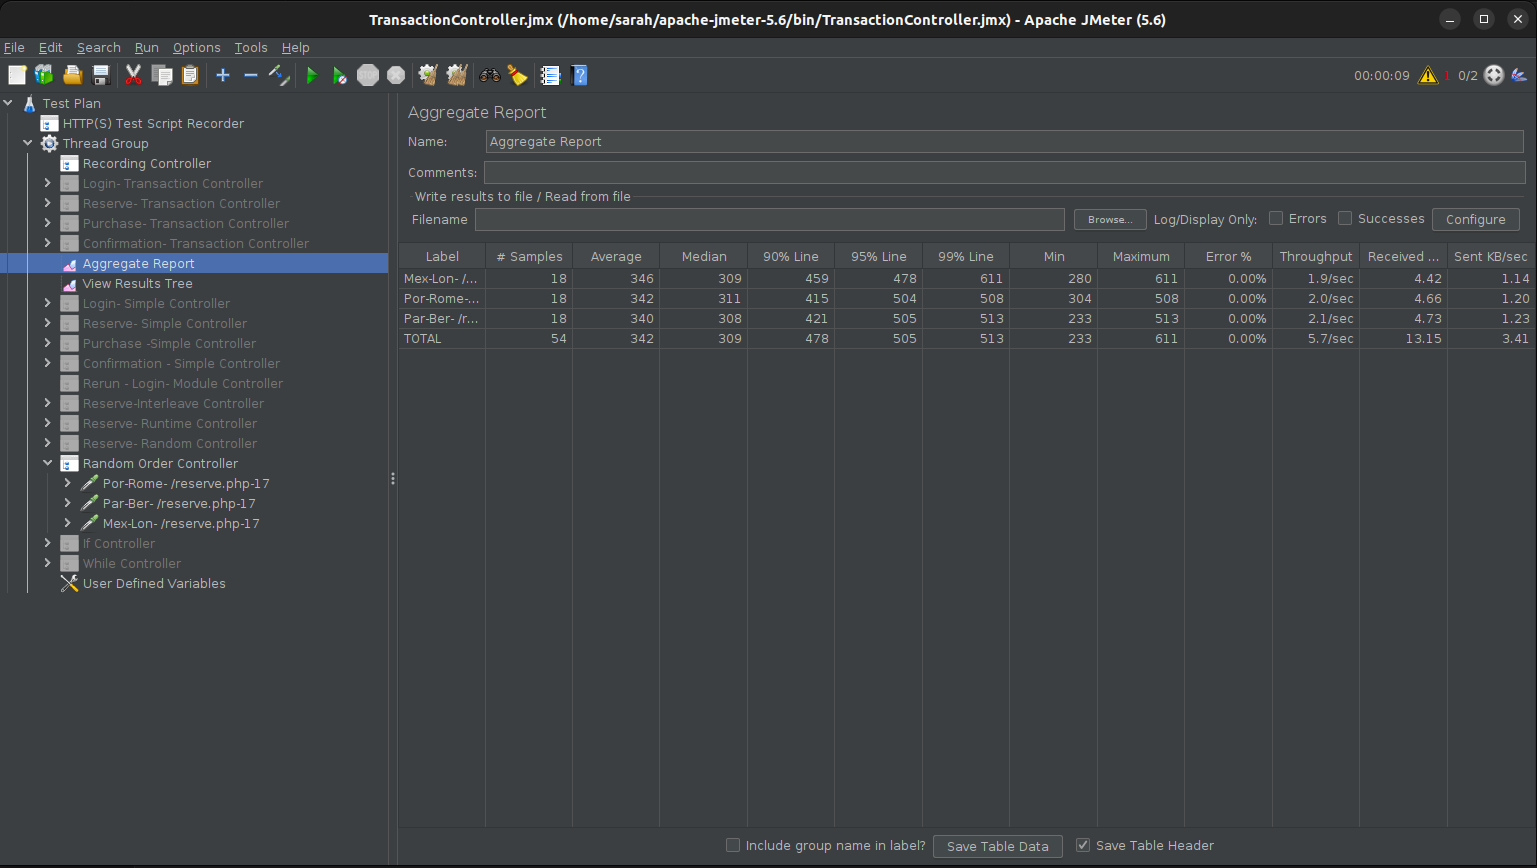 TransactionController.jmx (/home/sarah/apache-jmeter-5.6/bin/TransactionController.jmx) - Apache JMeter (5.6)
File Edit Search Run Options Tools Help
STOP 00:00:09 1 0/2
Test Plan
HTTP(S) Test Script Recorder
Thread Group
Recording Controller
Login- Transaction Controller
Reserve- Transaction Controller
Purchase- Transaction Controller
Confirmation- Transaction Controller
Aggregate Report
View Results Tree
Login- Simple Controller
Reserve- Simple Controller
Purchase -Simple Controller
Confirmation - Simple Controller
Rerun - Login- Module Controller
Reserve-Interleave Controller
Reserve- Runtime Controller
Reserve- Random Controller
Random Order Controller
Por-Rome- /reserve.php-17
Par-Ber- /reserve.php-17
Mex-Lon- /reserve.php-17
If Controller
While Controller
User Defined Variables
Aggregate Report
Name: Aggregate Report
Comments:
Write results to file / Read from file
Filename Browse... Log/Display Only: Errors Successes Configure
Label # Samples Average Median 90% Line 95% Line 99% Line Min Maximum Error % Throughput Received ... Sent KB/sec
Mex-Lon- /... 18 346 309 459 478 611 280 611 0.00% 1.9/sec 4.42 1.14
Por-Rome-... 18 342 311 415 504 508 304 508 0.00% 2.0/sec 4.66 1.20
Par-Ber- /r... 18 340 308 421 505 513 233 513 0.00% 2.1/sec 4.73 1.23
TOTAL 54 342 309 478 505 513 233 611 0.00% 5.7/sec 13.15 3.41
Include group name in label? Save Table Data Save Table Header